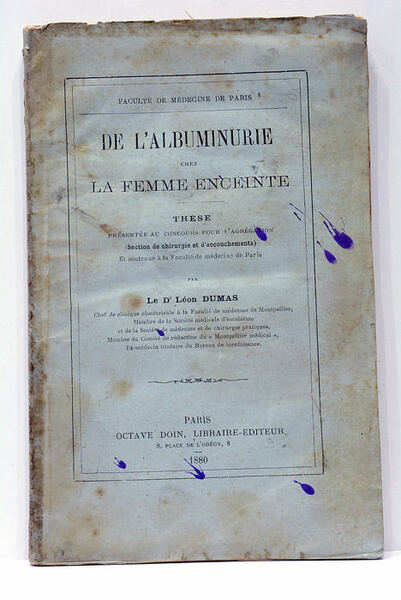 FACULTÉ DE MÉDECINE DE PARIS
DE L'ALBUMINURIE
CHEZ
LA FEMME ENCEINTE
THÈSE
PRÉSENTÉE AU CONCOURS POUR L'AGRÉGATION
(Section de chirurgie et d'accouchements)
Et soutenue à la Faculté de médecine de Paris
PAR
Le Dr Léon DUMAS
Chef de clinique obstétricale à la Faculté de médecine de Montpellier,
Membre de la Société médicale d'émulation
et de la Société de médecine et de chirurgie pratiques,
Membre du Comité de rédaction du « Montpellier médical »,
Ex-médecin titulaire du Bureau de bienfaisance.
PARIS
OCTAVE DOIN, LIBRAIRE-EDITEUR,
8, PLACE DE L'ODÉON, 8
1880